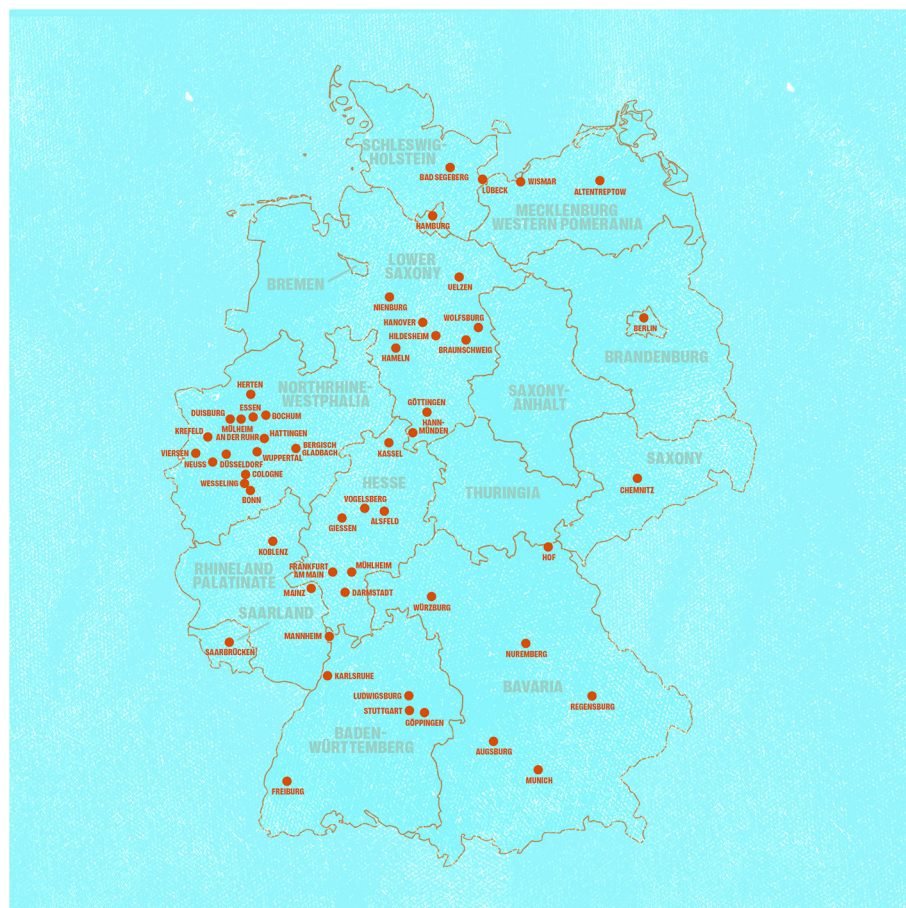 SCHLESWIG-
HOLSTEIN
BAD SEGEBERG
LÜBECK
WISMAR
ALTENTREPTOW
MECKLENBURG
WESTERN POMERANIA
HAMBURG
LOWER
SAXONY
BREMEN
UELZEN
NIENBURG
HANOVER
WOLFSBURG
HILDESHEIM
BRAUNSCHWEIG
HAMELN
BERLIN
BRANDENBURG
NORTHRHINE-
WESTPHALIA
SAXONY-
ANHALT
HERTEN
ESSEN
DUISBURG
BOCHUM
MÜLHEIM
AN DER RUHR
KREFELD
HATTINGEN
GÖTTINGEN
HANN-
MÜNDEN
KASSEL
BERGISCH
GLADBACH
VIERSEN
NEUSS
DÜSSELDORF
WUPPERTAL
COLOGNE
WESSELING
BONN
SAXONY
CHEMNITZ
HESSE
THURINGIA
VOGELSBERG
GIESSEN
ALSFELD
KOBLENZ
HOF
RHINELAND
PALATINATE
FRANKFURT
AM MAIN
MÜHLHEIM
MAINZ
DARMSTADT
WÜRZBURG
SAARLAND
MANNHEIM
SAARBRÜCKEN!
NUREMBERG
KARLSRUHE
BAVARIA
LUDWIGSBURG
STUTTGART
GÖPPINGEN
REGENSBURG
BADEN-
WÜRTTEMBERG
AUGSBURG
MUNICH
FREIBURG